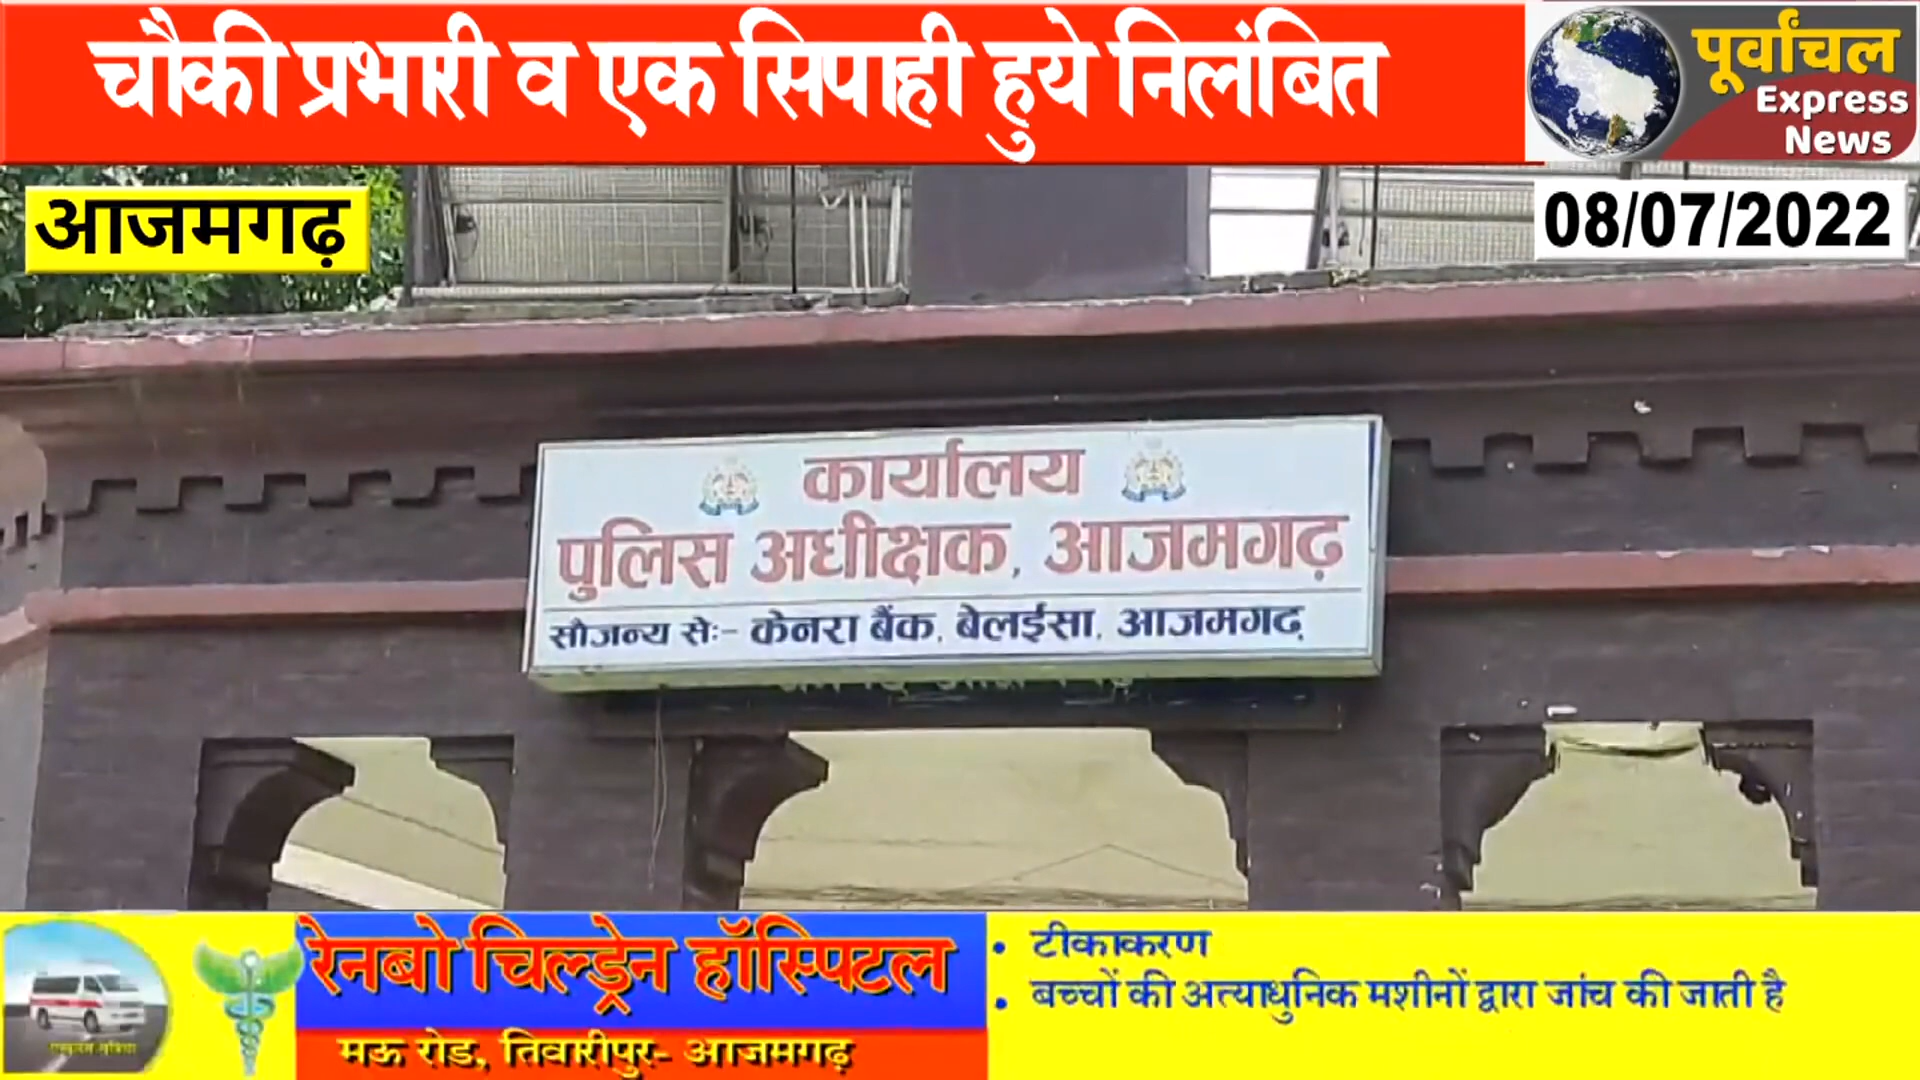 चौकी प्रभारी व एक सिपाही हुये निलंबित
पूर्वांचल
Express
News
आजमगढ़
08/07/2022
कार्यालय
पुलिस अधीक्षक, आजमगढ़
सौजन्य सेः- केनरा बैंक, बेलईसा, आजमगढ़
रेनबो चिल्ड्रेन हॉस्पिटल
मऊ रोड, तिवारीपुर- आजमगढ़
• टीकाकरण
• बच्चों की अत्याधुनिक मशीनों द्वारा जांच की जाती है